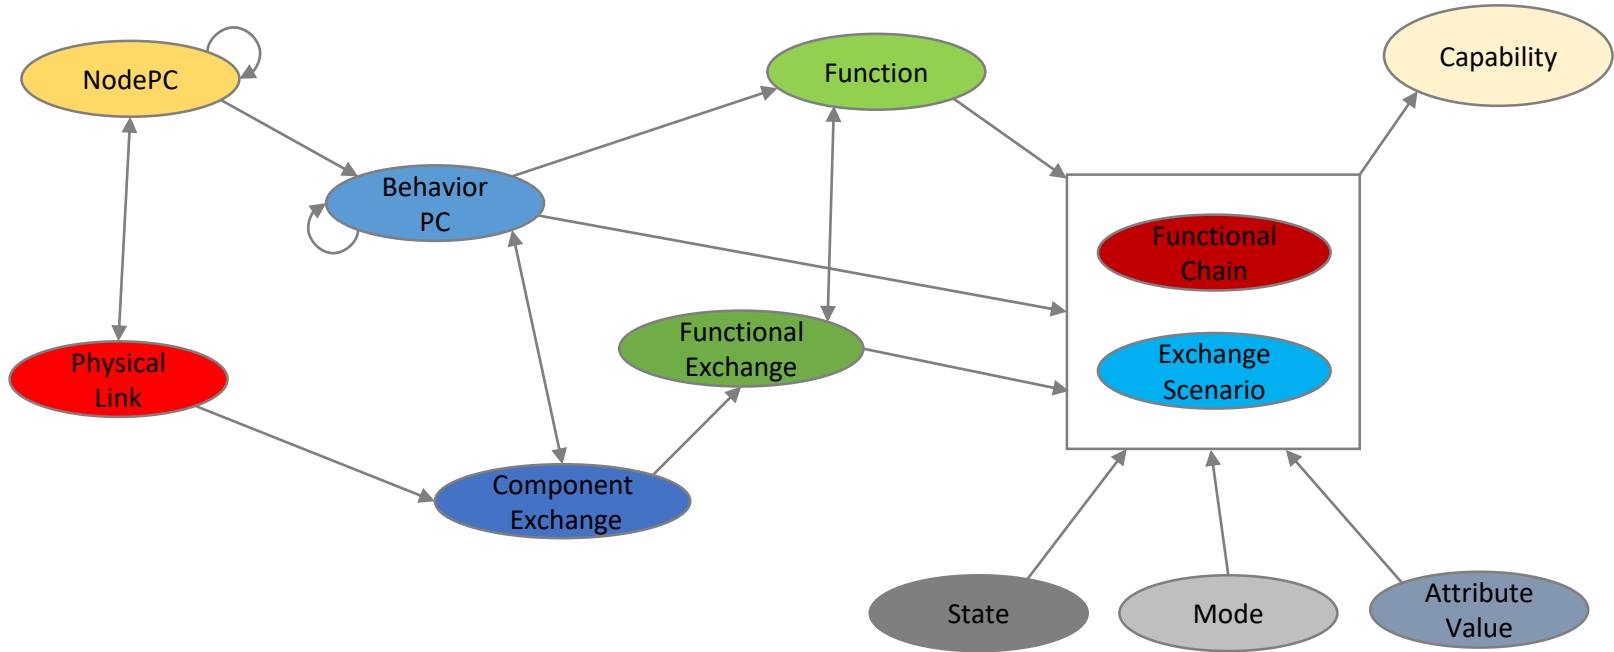 NodePC
Function
Capability
Behavior
PC
Functional
Chain
Functional
Exchange
Exchange
Scenario
Physical
Link
Component
Exchange
State
Mode
Attribute
Value